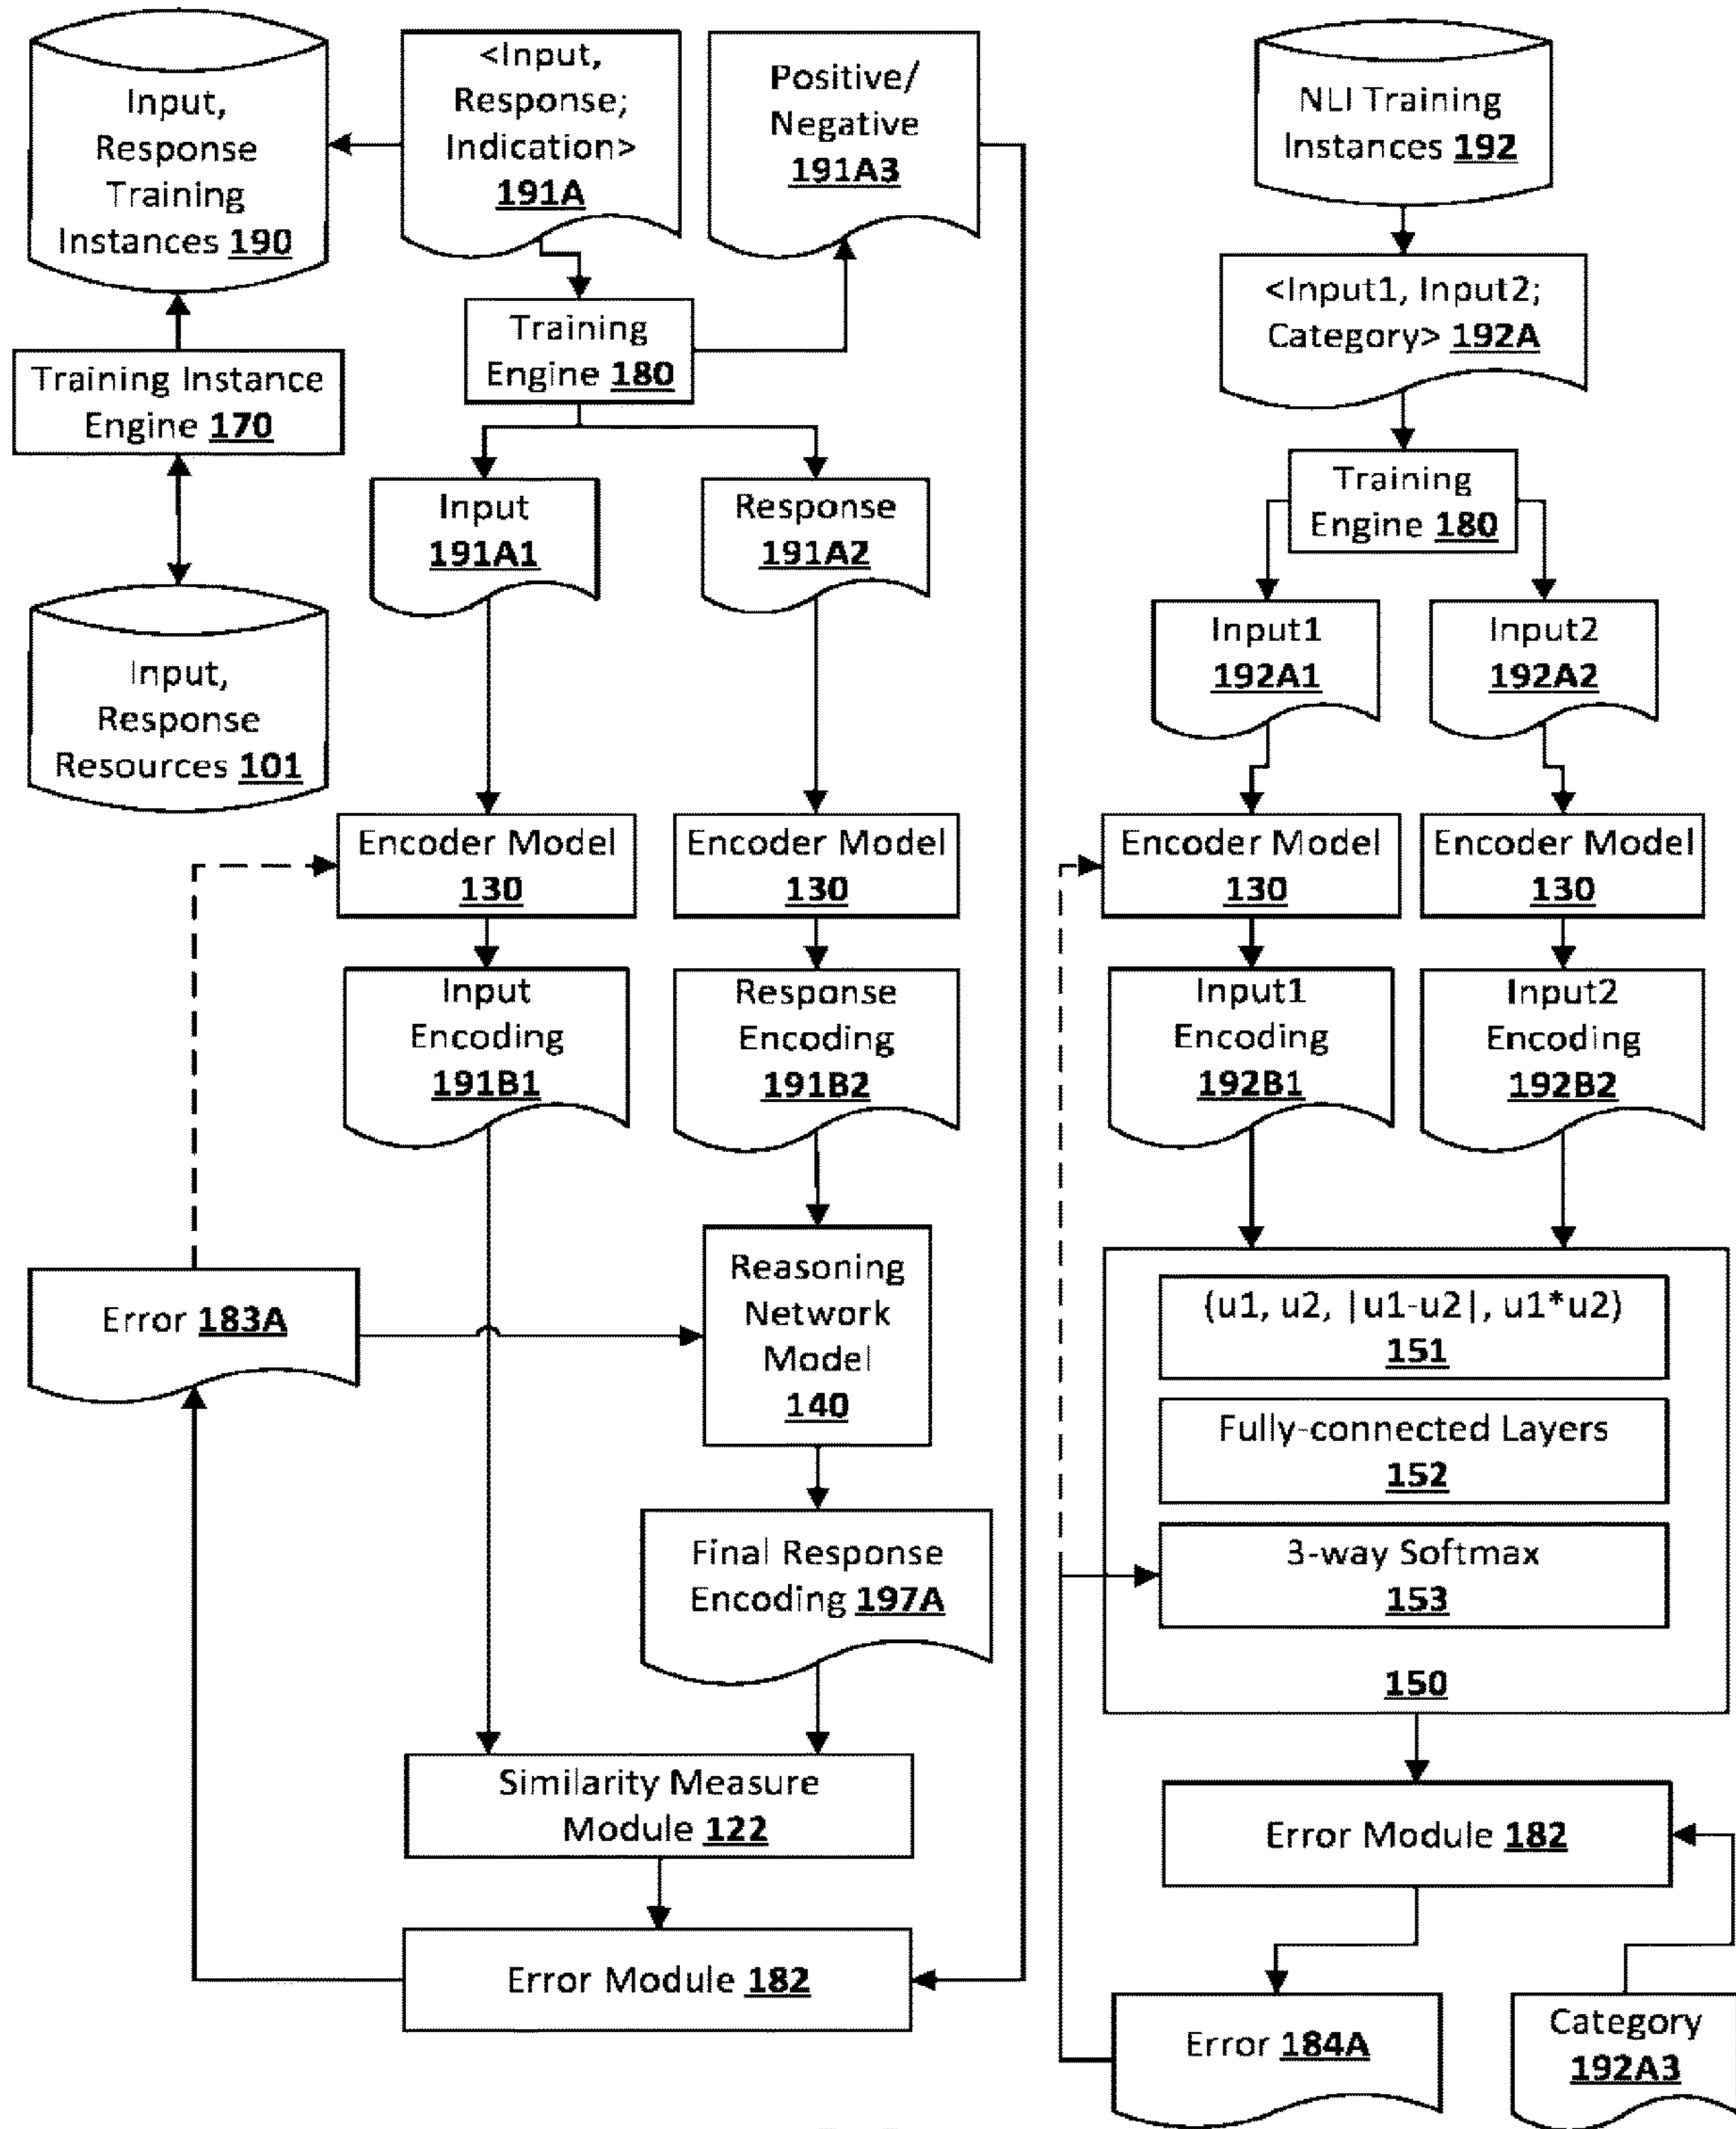 Input,
Response
Training
Instances 190
<Input,
Response;
Indication>
191A
Positive/
Negative
191A3
Training
Engine 180
Training Instance
Engine 170
Input
191A1
Response
191A2
Input,
Response
Resources 101
Encoder Model
130
Encoder Model
130
Input
Encoding
191B1
Response
Encoding
191B2
Error 183A
Reasoning
Network
Model
140
Final Response
Encoding 197A
Similarity Measure
Module 122
Error Module 182
NLI Training
Instances 192
<Input1, Input2;
Category> 192A
Training
Engine 180
Input1
192A1
Input2
192A2
Encoder Model
130
Encoder Model
130
Input1
Encoding
192B1
Input2
Encoding
192B2
(u1, u2, |u1-u2|, u1*u2)
151
Fully-connected Layers
152
3-way Softmax
153
150
Error Module 182
Error 184A
Category
192A3